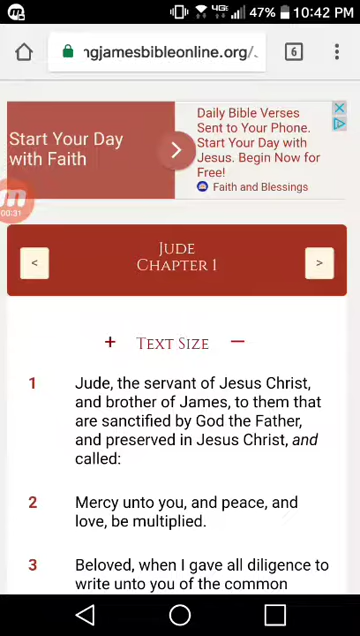 4G
47% 10:42 PM
ngjamesbibleonline.org/.
6
Start Your Day
with Faith
Daily Bible Verses
Sent to Your Phone.
Start Your Day with
Jesus. Begin Now for
Free!
Faith and Blessings
00:31
< JUDE >
CHAPTER 1
+ TEXT SIZE −
1 Jude, the servant of Jesus Christ,
and brother of James, to them that
are sanctified by God the Father,
and preserved in Jesus Christ, and
called:
2 Mercy unto you, and peace, and
love, be multiplied.
3 Beloved, when I gave all diligence to
write unto you of the common